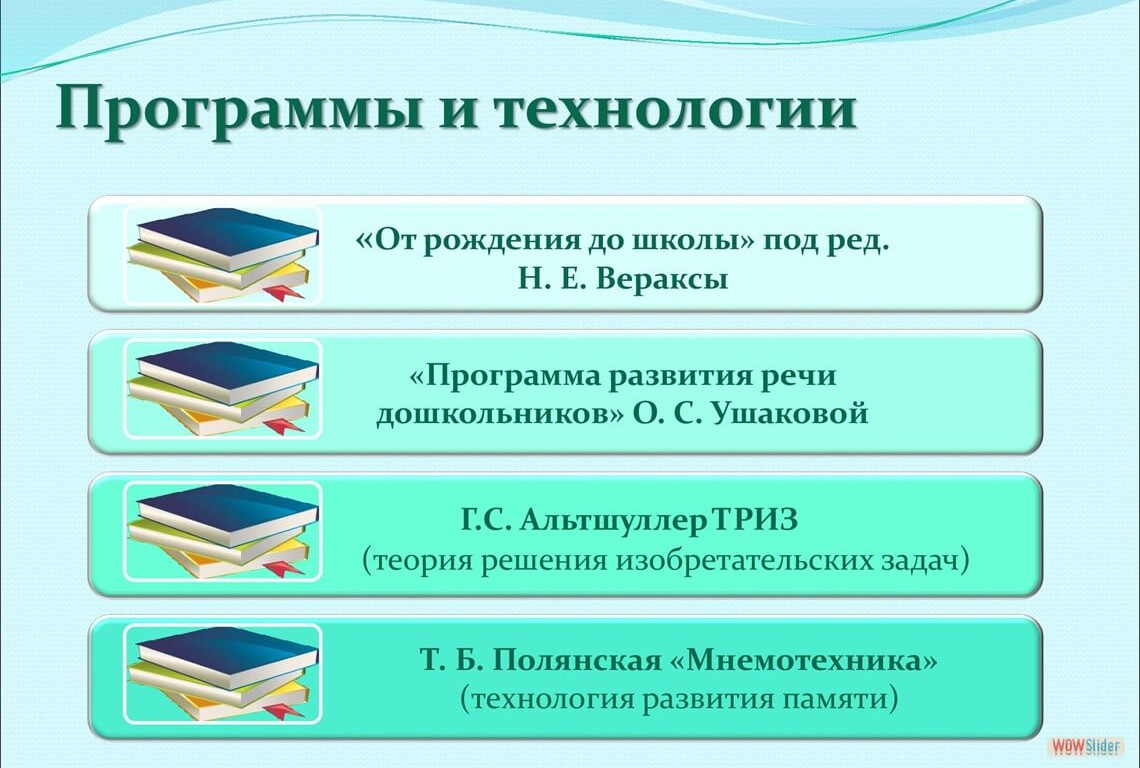 Программы и технологии
«От рождения до школы» под ред.
Н. Е. Вераксы
«Программа развития речи
дошкольников» О. С. Ушаковой
Г.С. Альтшуллер ТРИЗ
(теория решения изобретательских задач)
Т. Б. Полянская «Мнемотехника»
(технология развития памяти)
WOWSlider